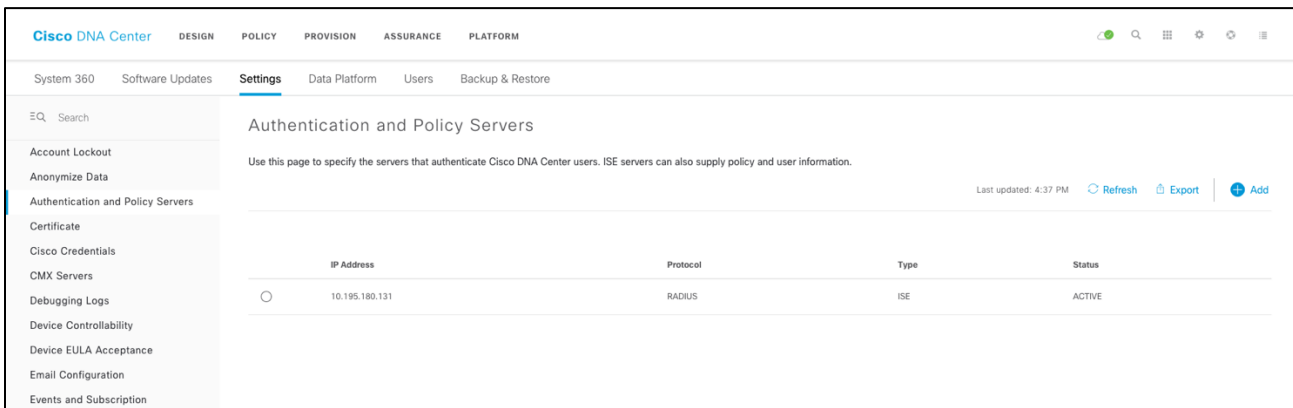 Cisco DNA Center DESIGN POLICY PROVISION ASSURANCE PLATFORM
System 360 Software Updates Settings Data Platform Users Backup & Restore
Search
Account Lockout
Anonymize Data
Authentication and Policy Servers
Certificate
Cisco Credentials
CMX Servers
Debugging Logs
Device Controllability
Device EULA Acceptance
Email Configuration
Events and Subscription
Authentication and Policy Servers
Use this page to specify the servers that authenticate Cisco DNA Center users. ISE servers can also supply policy and user information.
Last updated: 4:37 PM Refresh Export Add
IP Address Protocol Type Status
10.195.180.131 RADIUS ISE ACTIVE